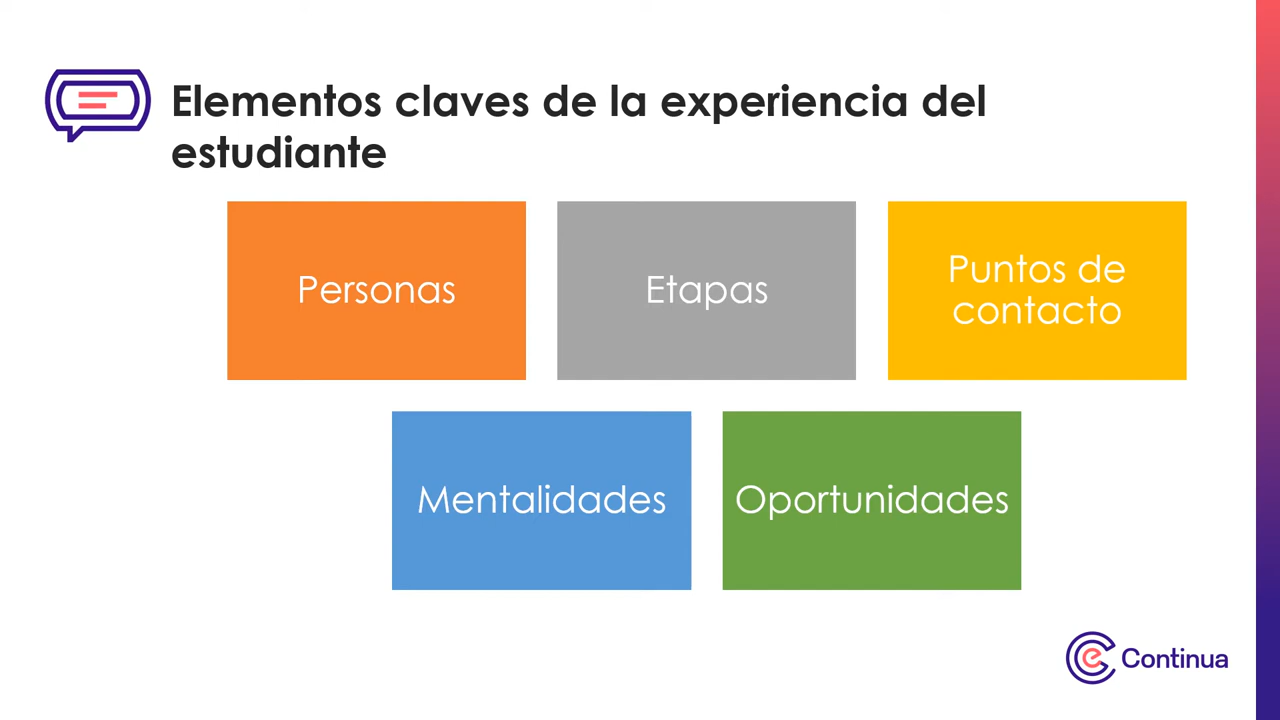 Elementos claves de la experiencia del
estudiante
Personas
Etapas
Puntos de
contacto
Mentalidades
Oportunidades
e Continua